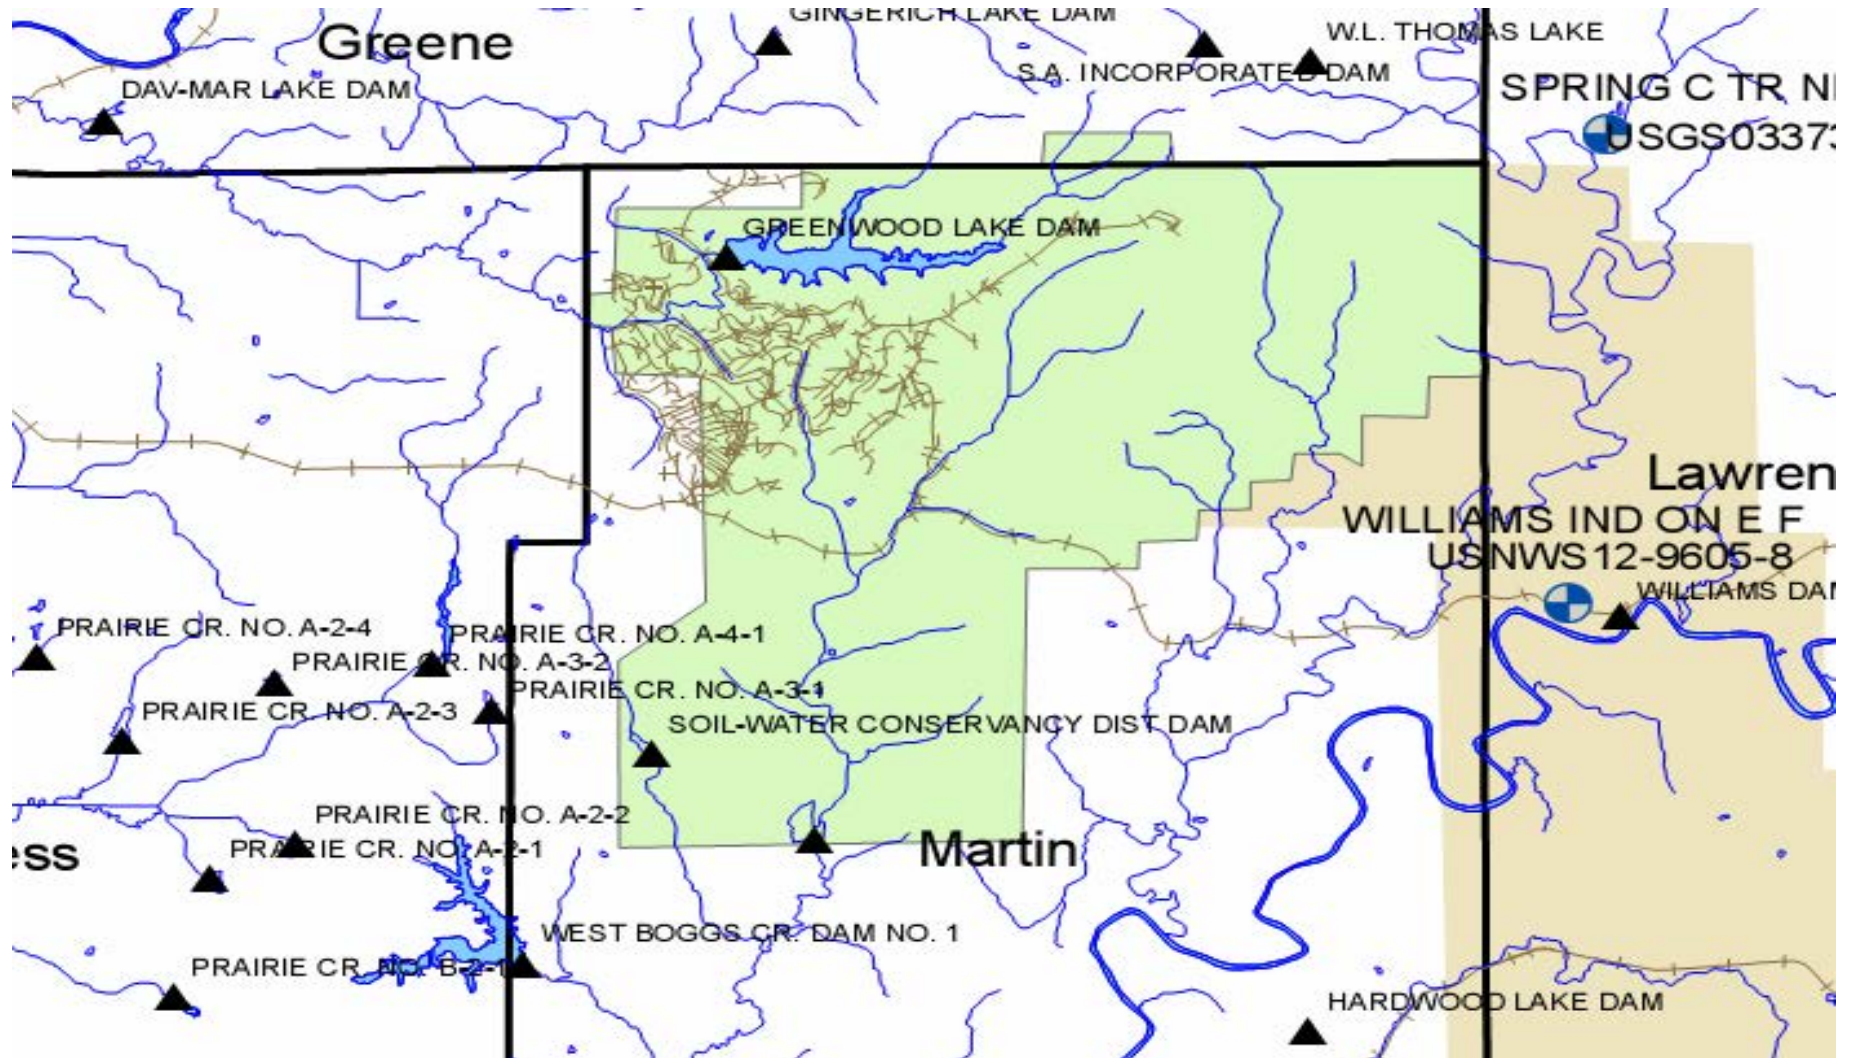 GINGERICH LAKE DAM
Greene
W.L. THOMAS LAKE
S.A. INCORPORATED DAM
DAV-MAR LAKE DAM
SPRING C TR N
USGS03373
GREENWOOD LAKE DAM
Lawren
WILLIAMS IND ON E F
USNWS12-9605-8
WILLIAMS DAM
PRAIRIE CR. NO. A-2-4
PRAIRIE CR. NO. A-4-1
PRAIRIE CR. NO. A-3-2
PRAIRIE CR. NO. A-3-1
PRAIRIE CR. NO. A-2-3
SOIL-WATER CONSERVANCY DIST DAM
PRAIRIE CR. NO. A-2-2
PRAIRIE CR. NO. A-2-1
ess
Martin
WEST BOGGS CR. DAM NO. 1
PRAIRIE CR. NO. B-2-1
HARDWOOD LAKE DAM